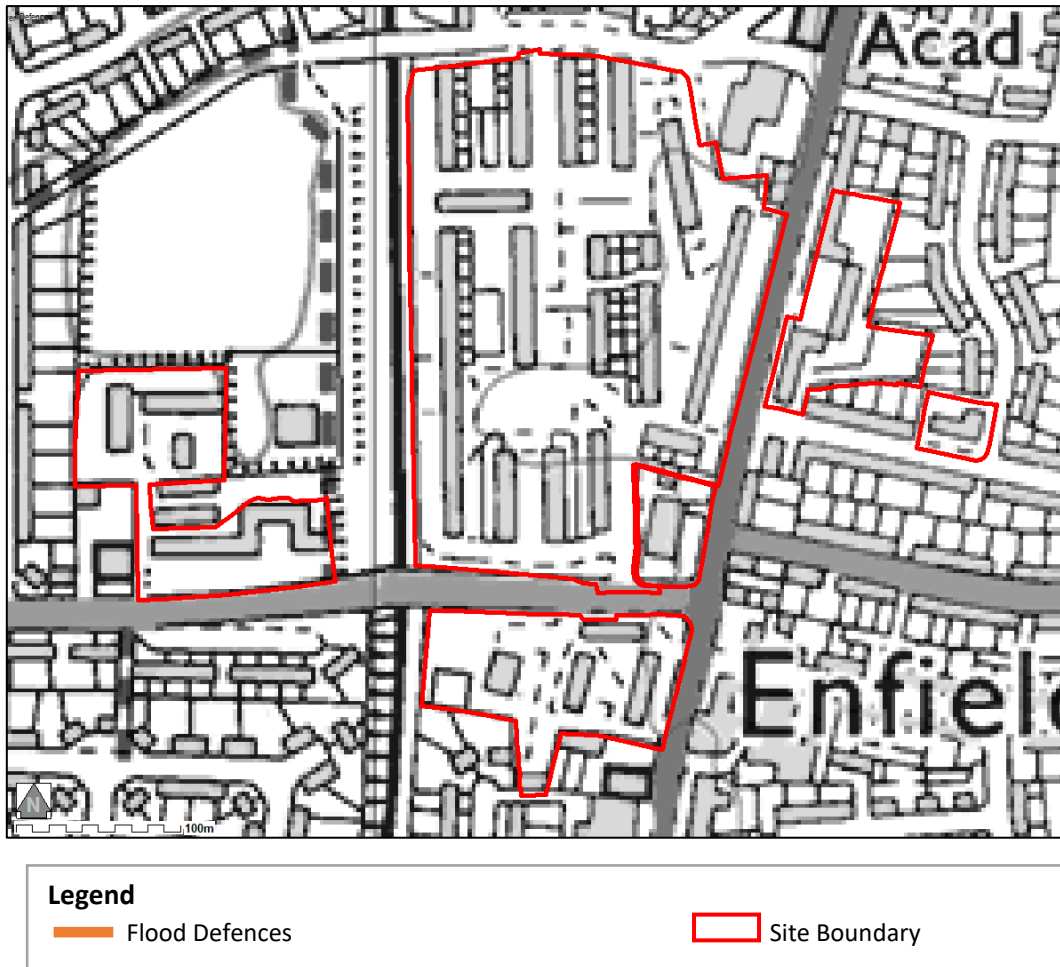 Acad
Enfiel
N
100m
Legend
Flood Defences
Site Boundary